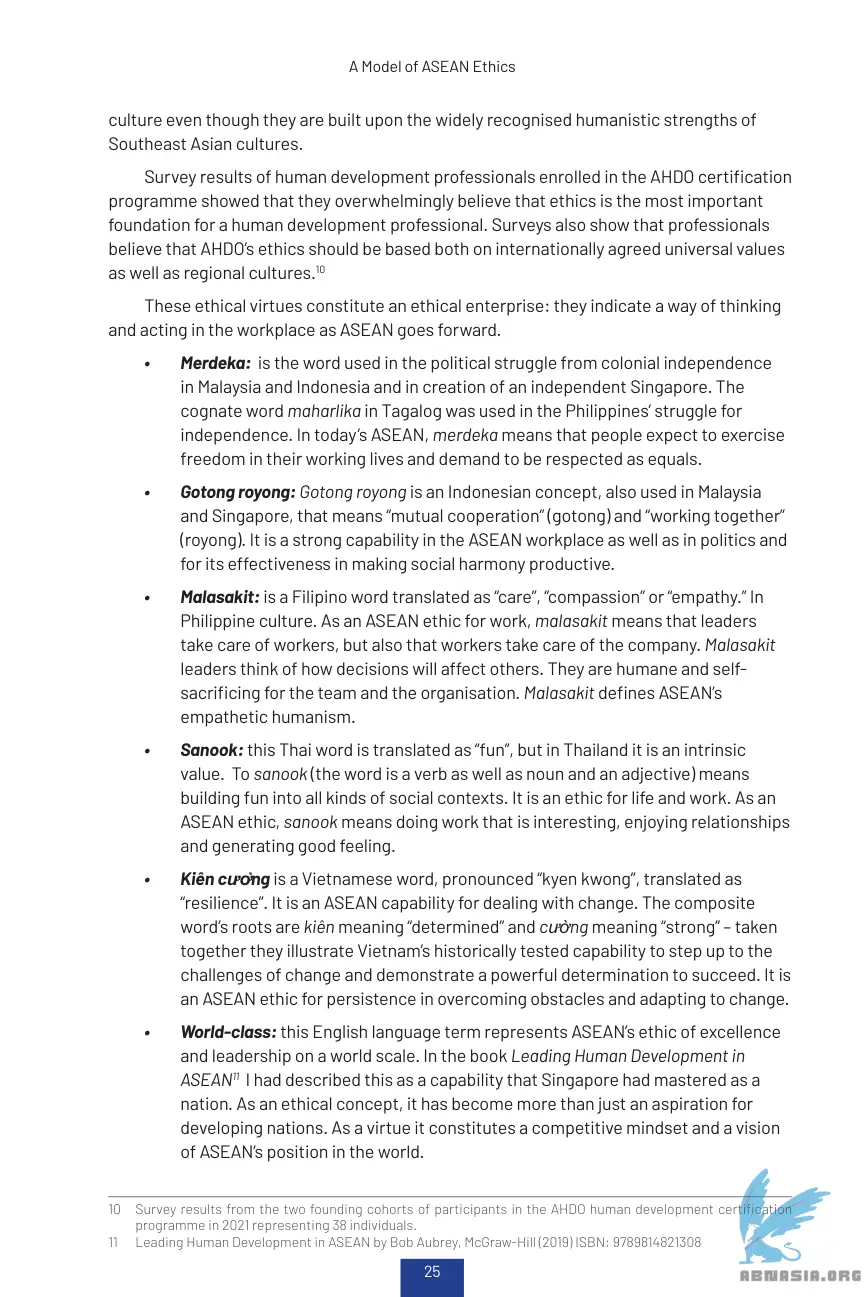 A Model of ASEAN Ethics
culture even though they are built upon the widely recognised humanistic strengths of
Southeast Asian cultures.
Survey results of human development professionals enrolled in the AHDO certification
programme showed that they overwhelmingly believe that ethics is the most important
foundation for a human development professional. Surveys also show that professionals
believe that AHDO’s ethics should be based both on internationally agreed universal values
as well as regional cultures.10
These ethical virtues constitute an ethical enterprise: they indicate a way of thinking
and acting in the workplace as ASEAN goes forward.
• Merdeka: is the word used in the political struggle from colonial independence
in Malaysia and Indonesia and in creation of an independent Singapore. The
cognate word maharlika in Tagalog was used in the Philippines’ struggle for
independence. In today’s ASEAN, merdeka means that people expect to exercise
freedom in their working lives and demand to be respected as equals.
• Gotong royong: Gotong royong is an Indonesian concept, also used in Malaysia
and Singapore, that means “mutual cooperation” (gotong) and “working together”
(royong). It is a strong capability in the ASEAN workplace as well as in politics and
for its effectiveness in making social harmony productive.
• Malasakit: is a Filipino word translated as “care”, “compassion” or “empathy.” In
Philippine culture. As an ASEAN ethic for work, malasakit means that leaders
take care of workers, but also that workers take care of the company. Malasakit
leaders think of how decisions will affect others. They are humane and self-
sacrificing for the team and the organisation. Malasakit defines ASEAN’s
empathetic humanism.
• Sanook: this Thai word is translated as “fun”, but in Thailand it is an intrinsic
value. To sanook (the word is a verb as well as noun and an adjective) means
building fun into all kinds of social contexts. It is an ethic for life and work. As an
ASEAN ethic, sanook means doing work that is interesting, enjoying relationships
and generating good feeling.
• Kiên cường is a Vietnamese word, pronounced “kyen kwong”, translated as
“resilience”. It is an ASEAN capability for dealing with change. The composite
word’s roots are kiên meaning “determined” and cường meaning “strong” – taken
together they illustrate Vietnam’s historically tested capability to step up to the
challenges of change and demonstrate a powerful determination to succeed. It is
an ASEAN ethic for persistence in overcoming obstacles and adapting to change.
• World-class: this English language term represents ASEAN’s ethic of excellence
and leadership on a world scale. In the book Leading Human Development in
ASEAN11 I had described this as a capability that Singapore had mastered as a
nation. As an ethical concept, it has become more than just an aspiration for
developing nations. As a virtue it constitutes a competitive mindset and a vision
of ASEAN’s position in the world.
10 Survey results from the two founding cohorts of participants in the AHDO human development certification
programme in 2021 representing 38 individuals.
11 Leading Human Development in ASEAN by Bob Aubrey, McGraw-Hill (2019) ISBN: 9789814821308
25
ABNASIA.ORG